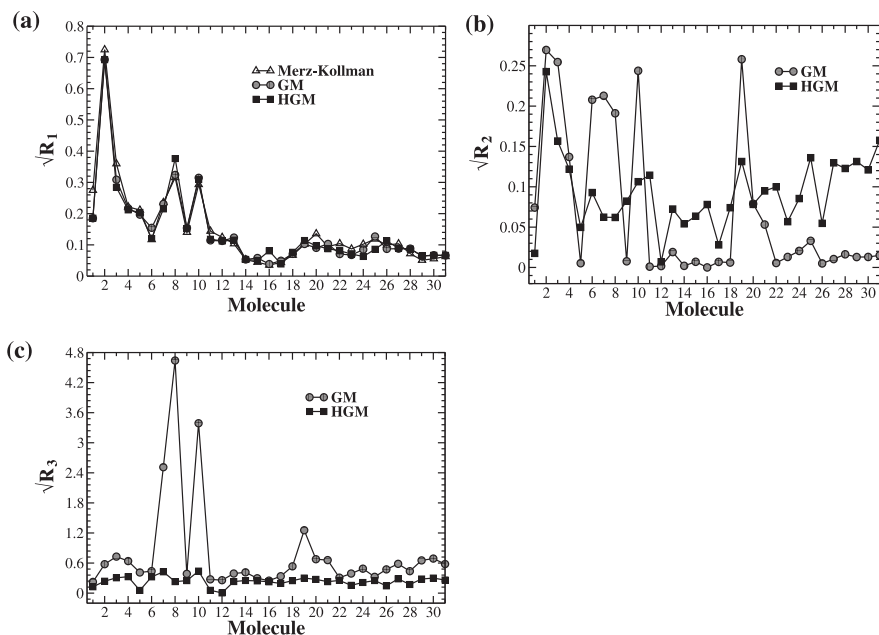 (a)
0.8
0.7
0.6
0.5
0.4
0.3
0.2
0.1
0
√R1
Merz-Kollman
GM
HGM
2 4 6 8 10 12 14 16 18 20 22 24 26 28 30
Molecule
(b)
0.25
0.2
0.15
0.1
0.05
0
√R2
GM
HGM
2 4 6 8 10 12 14 16 18 20 22 24 26 28 30
Molecule
(c)
4.8
4.2
3.6
3
2.4
1.8
1.2
0.6
0
√R3
GM
HGM
2 4 6 8 10 12 14 16 18 20 22 24 26 28 30
Molecule